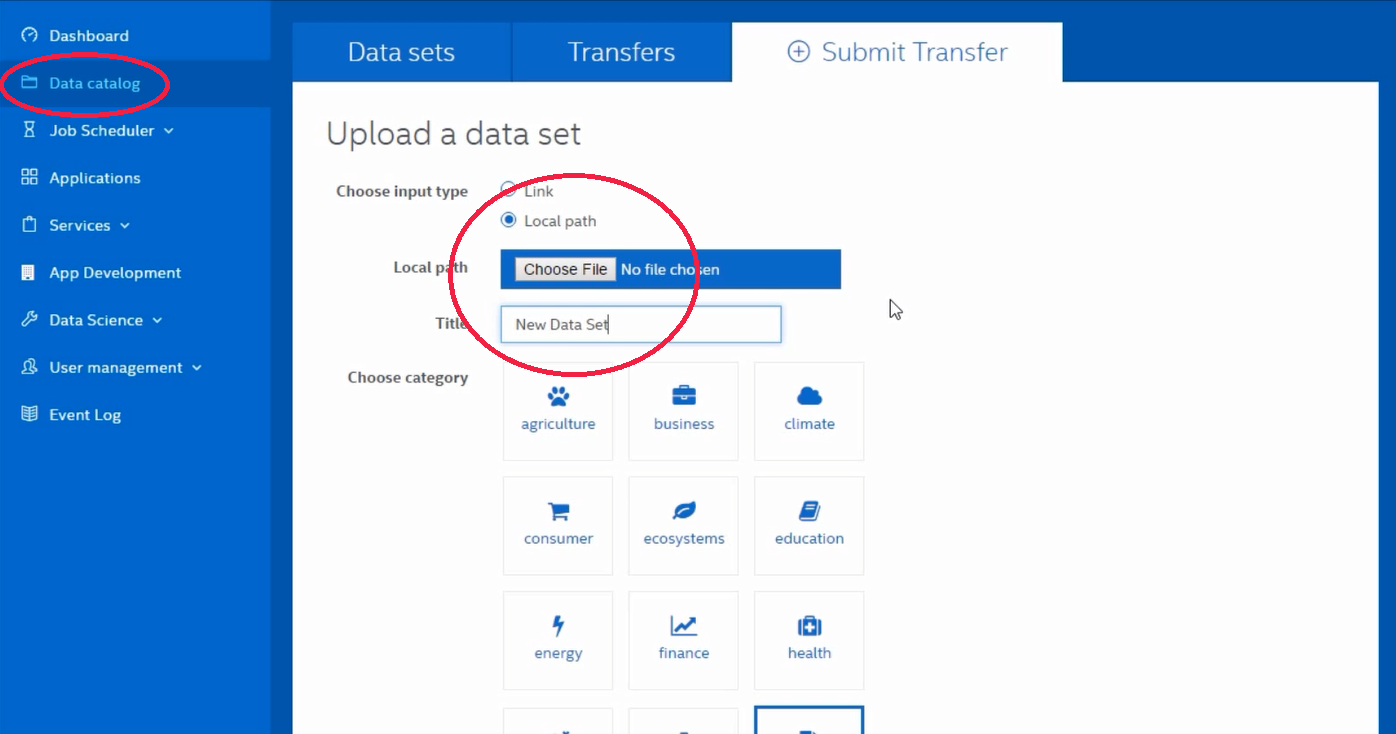 Dashboard
Data catalog
Job Scheduler
Applications
Services
App Development
Data Science
User management
Event Log
Data sets Transfers Submit Transfer
Upload a data set
Choose input type Link
Local path
Local path Choose File No file chosen
Title New Data Set
Choose category
agriculture business climate
consumer ecosystems education
energy finance health